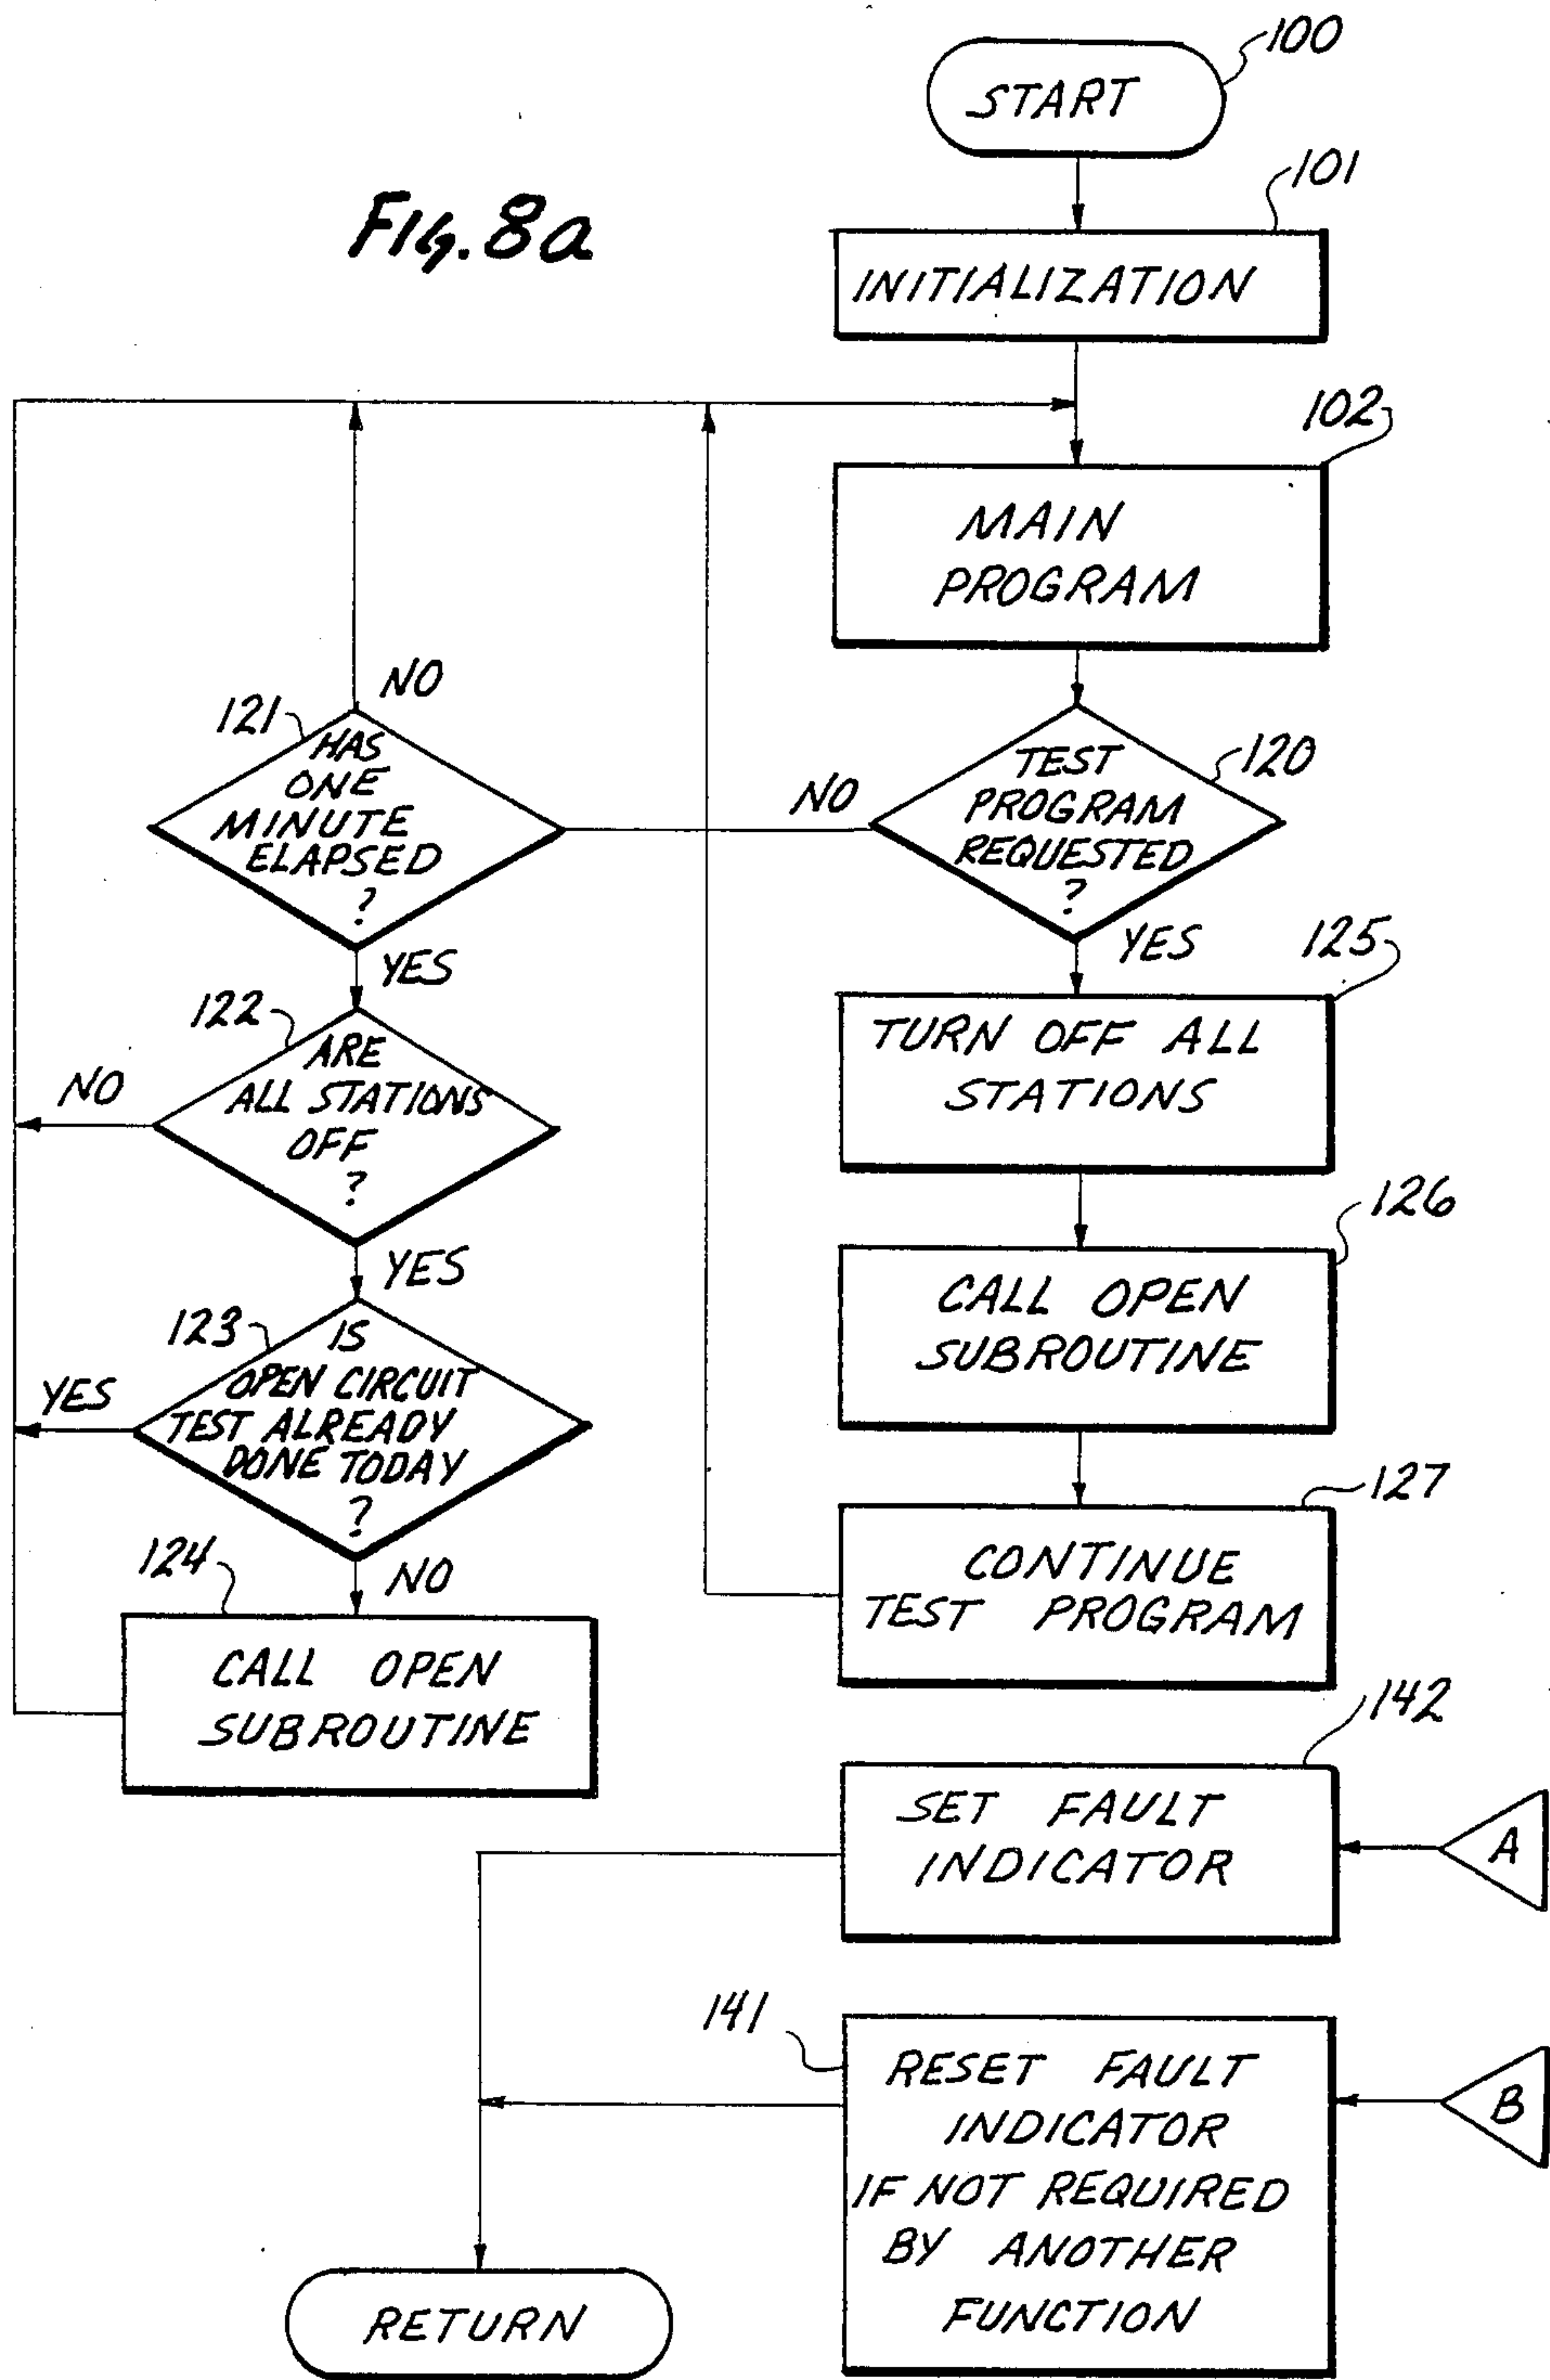 100
START
Fig. 8a
101
INITIALIZATION
102
MAIN
PROGRAM
NO
121
HAS
ONE
MINUTE
ELAPSED
?
NO
120
TEST
PROGRAM
REQUESTED
?
YES
YES
125
TURN OFF ALL
STATIONS
122
ARE
ALL STATIONS
OFF
?
NO
YES
126
CALL OPEN
SUBROUTINE
123
IS
OPEN CIRCUIT
TEST ALREADY
DONE TODAY
?
YES
NO
127
CONTINUE
TEST PROGRAM
124
CALL OPEN
SUBROUTINE
142
SET FAULT
INDICATOR
A
141
RESET FAULT
INDICATOR
IF NOT REQUIRED
BY ANOTHER
FUNCTION
B
RETURN